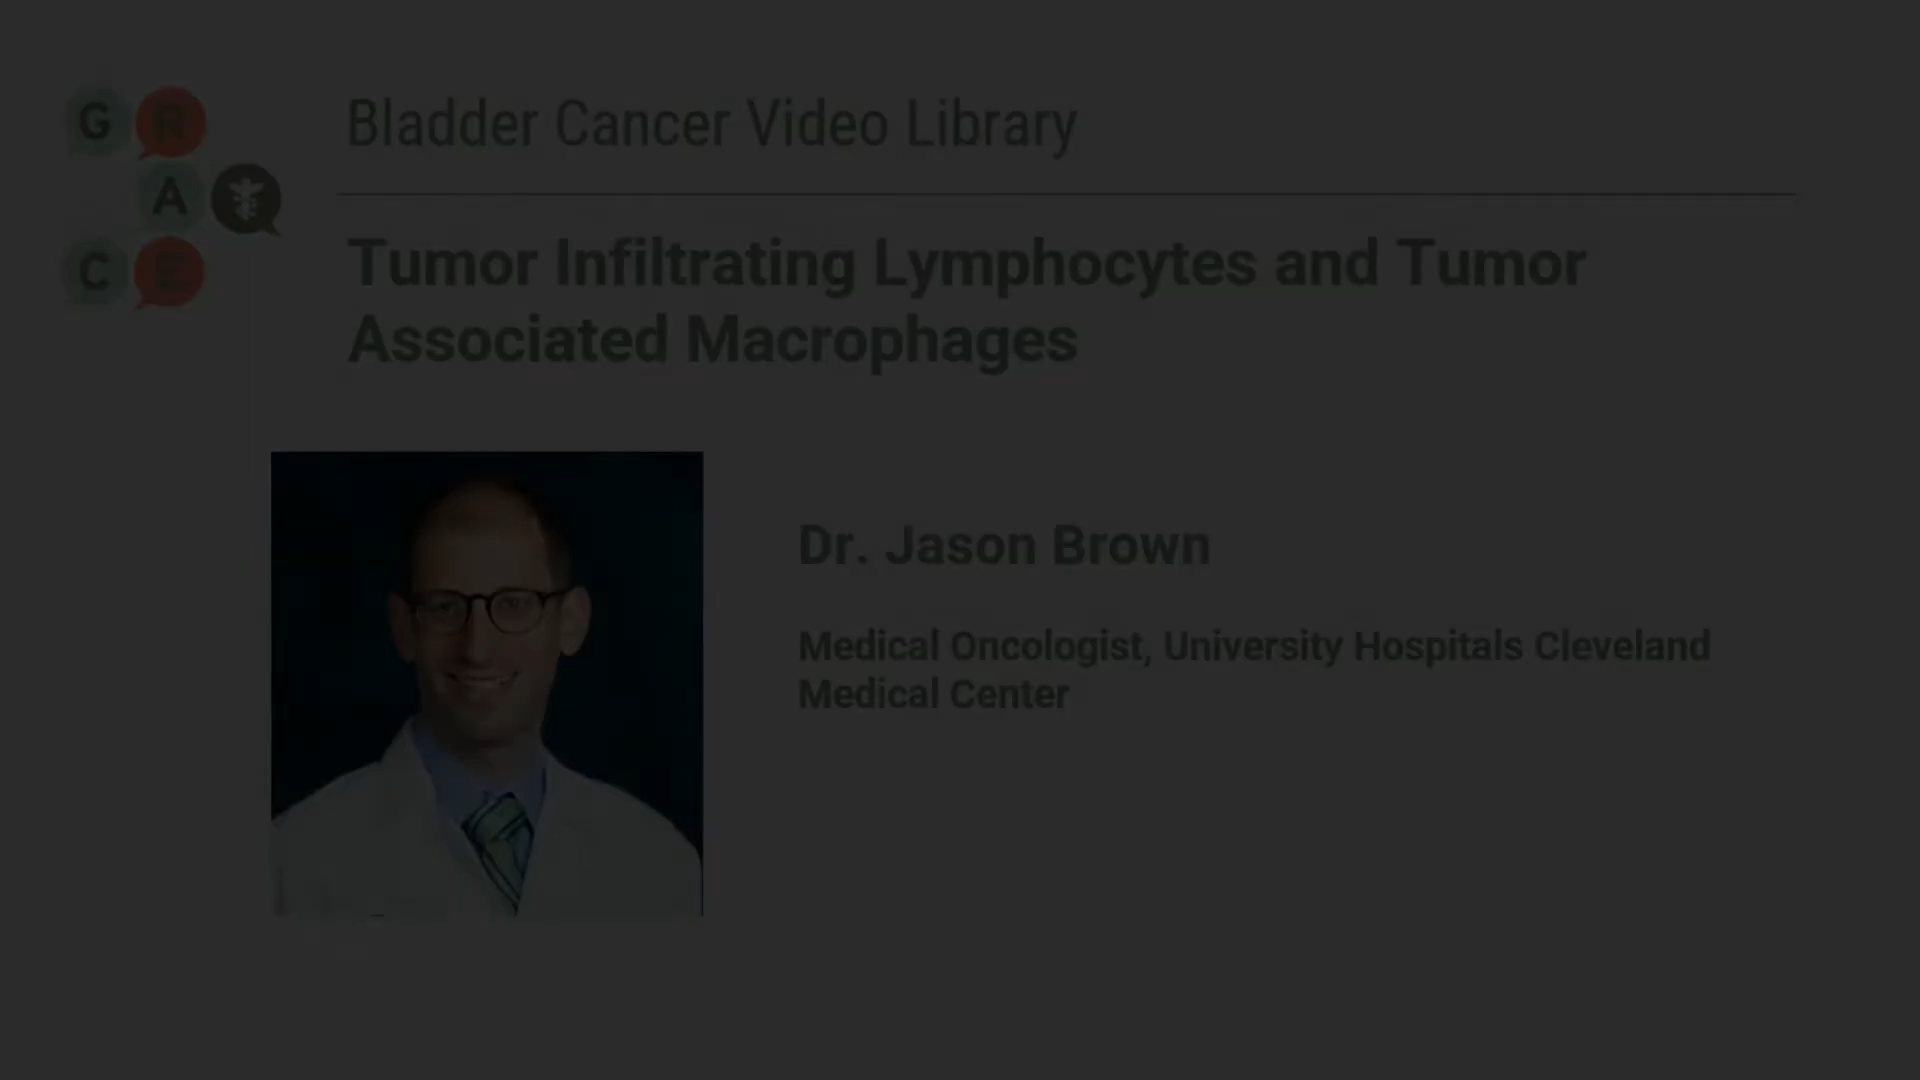 G R
A
C E
Bladder Cancer Video Library
Tumor Infiltrating Lymphocytes and Tumor
Associated Macrophages
Dr. Jason Brown
Medical Oncologist, University Hospitals Cleveland
Medical Center